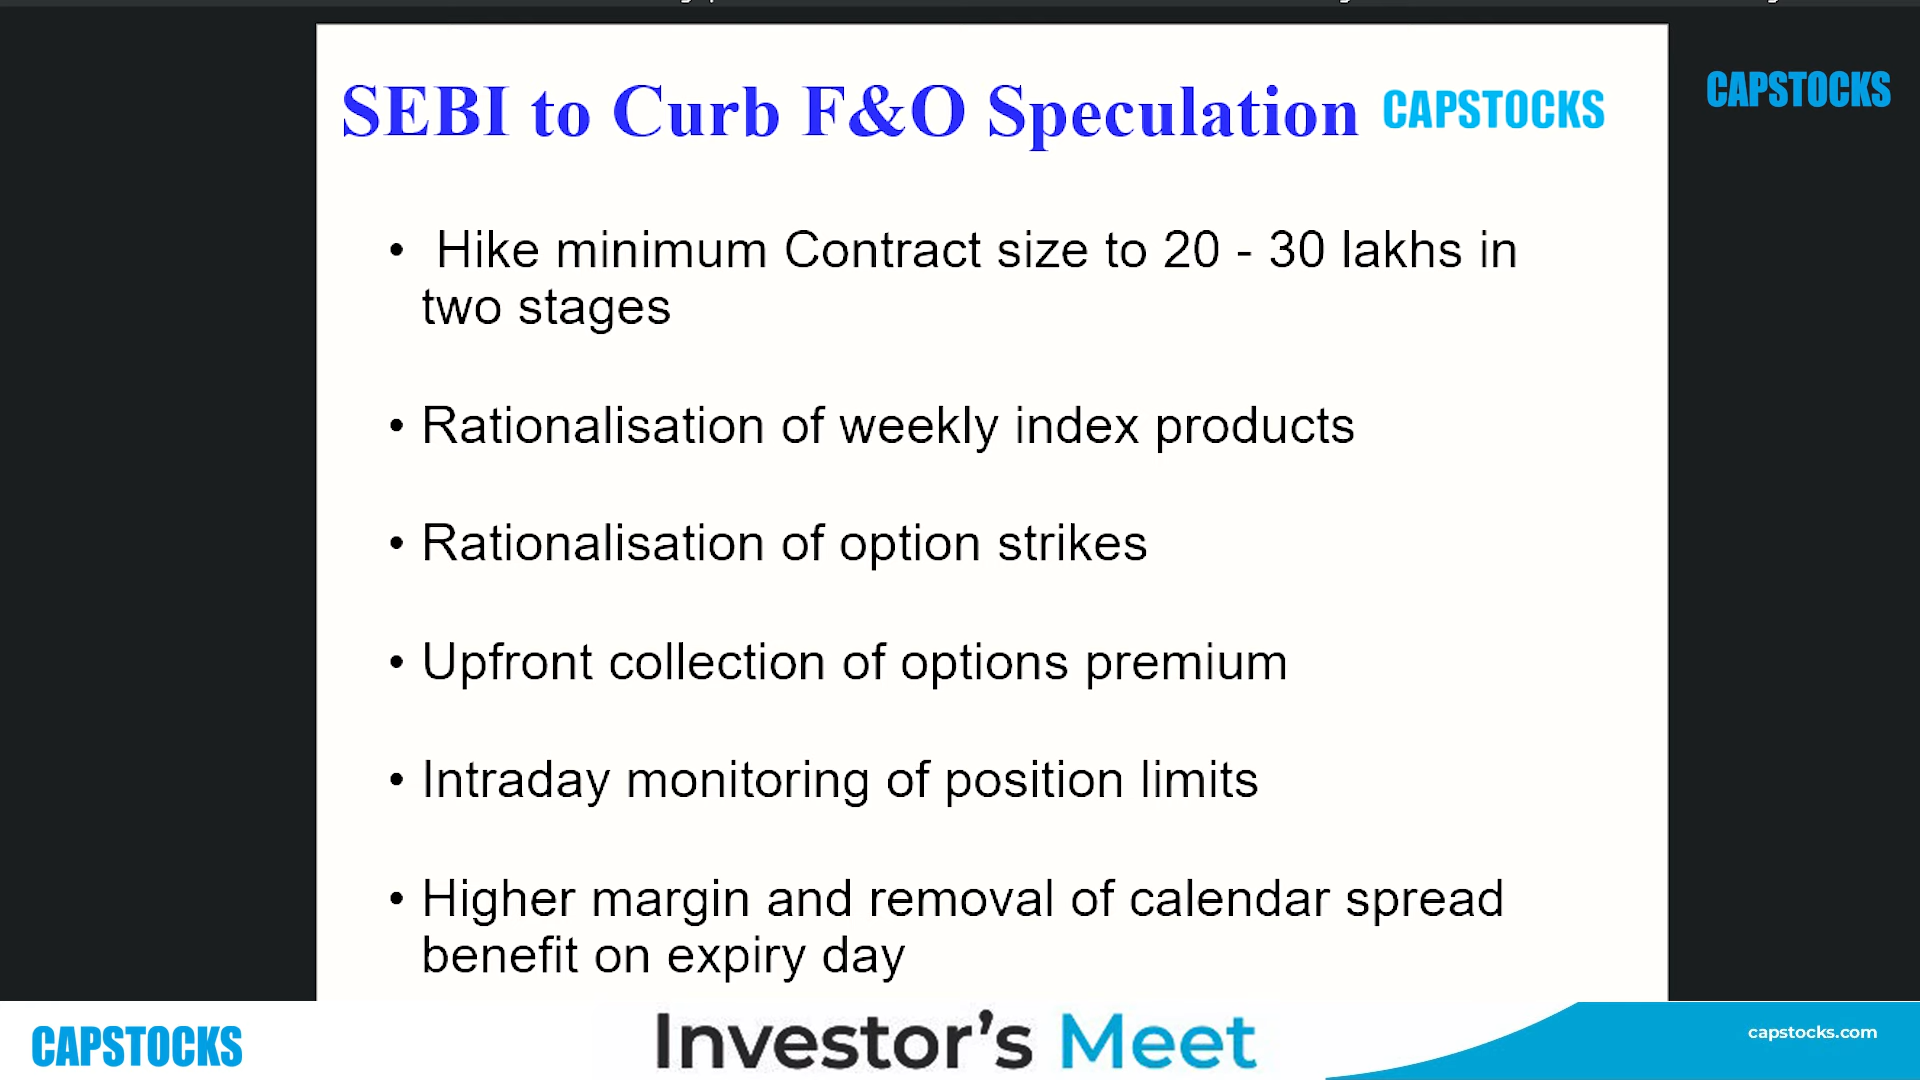 SEBI to Curb F&O Speculation CAPSTOCKS
CAPSTOCKS
• Hike minimum Contract size to 20 - 30 lakhs in
two stages
• Rationalisation of weekly index products
• Rationalisation of option strikes
• Upfront collection of options premium
• Intraday monitoring of position limits
• Higher margin and removal of calendar spread
benefit on expiry day
CAPSTOCKS
Investor's Meet
capstocks.com